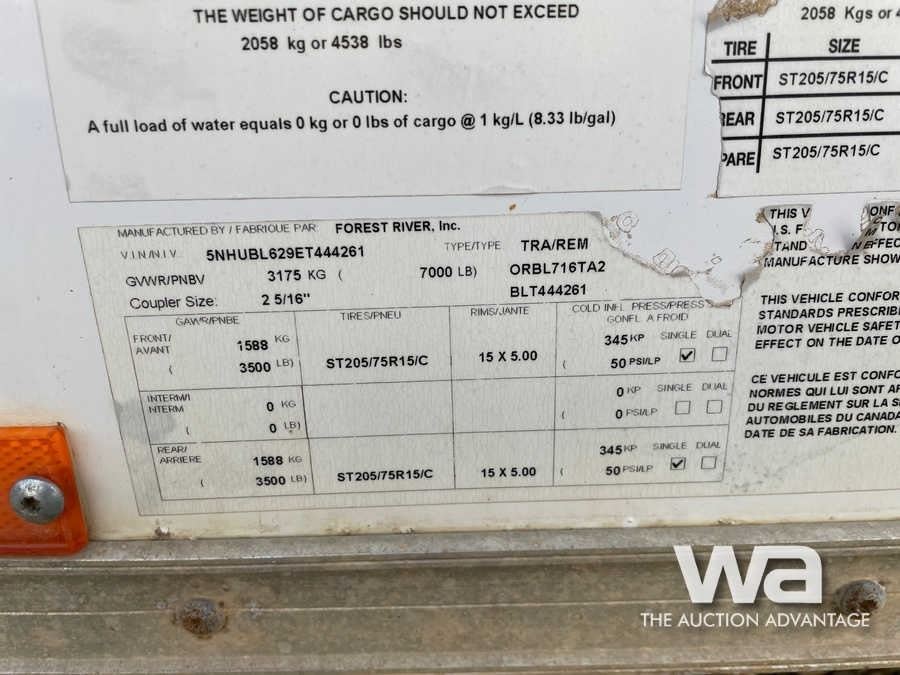 THE WEIGHT OF CARGO SHOULD NOT EXCEED
2058 kg or 4538 lbs
CAUTION:
A full load of water equals 0 kg or 0 lbs of cargo @ 1 kg/L (8.33 lb/gal)
2058 Kgs or
TIRE SIZE
FRONT ST205/75R15/C
REAR ST205/75R15/C
PARE ST205/75R15/C
MANUFACTURED BY / FABRIQUE PAR FOREST RIVER, Inc.
V.I.N/N.I.V. 5NHUBL629ET444261 TYPE/TYPE TRA/REM
GVWR/PNBV 3175 KG ( 7000 LB) ORBL716TA2
Coupler Size: 2 5/16" BLT444261
GAWR/PNBE TIRES/PNEU RIMS/JANTE COLD INFL. PRESS/PRESS
GONFL. A FROID
FRONT/
AVANT 1588 KG ST205/75R15/C 15 X 5.00 345 KP SINGLE DUAL
( 3500 LB) ( 50 PSI/LP
INTERM/I
NTERM 0 KG 0 KP SINGLE DUAL
( 0 LB) ( 0 PSI/LP
REAR/
ARRIERE 1588 KG ST205/75R15/C 15 X 5.00 345 KP SINGLE DUAL
( 3500 LB) ( 50 PSI/LP
THIS V
MANUFACTURE SHOW
THIS VEHICLE CONFOR
STANDARDS PRESCRIB
MOTOR VEHICLE SAFET
EFFECT ON THE DATE O
CE VEHICULE EST CONFO
NORMES QUI LUI SONT AP
DU REGLEMENT SUR LA S
AUTOMOBILES DU CANADA
DATE DE SA FABRICATION.
wa
THE AUCTION ADVANTAGE